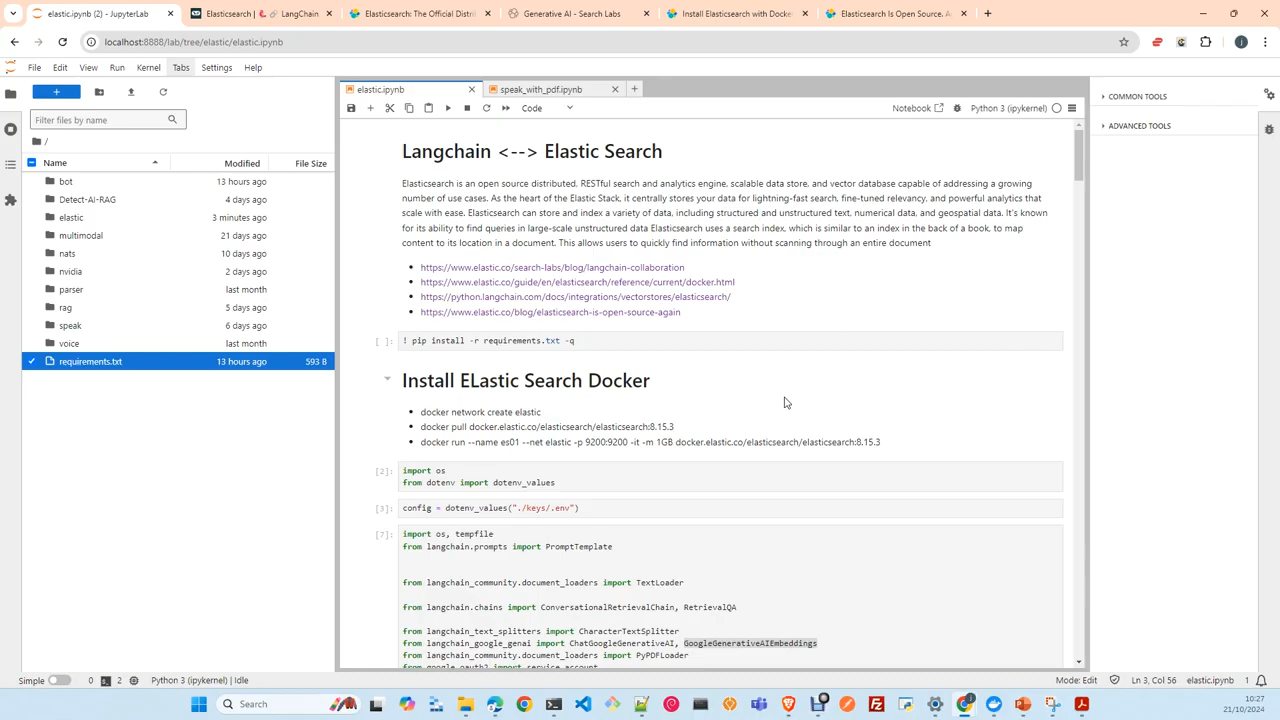 elastic.ipynb (2) - JupyterLab
Elasticsearch | 🦜️🔗 LangChain
Elasticsearch: The Official Distri
Generative AI - Search Labs
Install Elasticsearch with Docke
Elasticsearch Is Open Source. A
localhost:8888/lab/tree/elastic/elastic.ipynb
File Edit View Run Kernel Tabs Settings Help
elastic.ipynb
speak_with_pdf.ipynb
COMMON TOOLS
ADVANCED TOOLS
Code
Notebook
Python 3 (ipykernel)
Filter files by name
/
Name Modified File Size
bot 13 hours ago
Detect-AI-RAG 4 days ago
elastic 3 minutes ago
multimodal 21 days ago
nats 10 days ago
nvidia 2 days ago
parser last month
rag 5 days ago
speak 6 days ago
voice last month
requirements.txt 13 hours ago 593 B
Langchain <--> Elastic Search
Elasticsearch is an open source distributed, RESTful search and analytics engine, scalable data store, and vector database capable of addressing a growing
number of use cases. As the heart of the Elastic Stack, it centrally stores your data for lightning-fast search, fine-tuned relevancy, and powerful analytics that
scale with ease. Elasticsearch can store and index a variety of data, including structured and unstructured text, numerical data, and geospatial data. It's known
for its ability to find queries in large-scale unstructured data Elasticsearch uses a search index, which is similar to an index in the back of a book, to map
content to its location in a document. This allows users to quickly find information without scanning through an entire document
https://www.elastic.co/search-labs/blog/langchain-collaboration
https://www.elastic.co/guide/en/elasticsearch/reference/current/docker.html
https://python.langchain.com/docs/integrations/vectorstores/elasticsearch/
https://www.elastic.co/blog/elasticsearch-is-open-source-again
[ ]: ! pip install -r requirements.txt -q
Install ELastic Search Docker
docker network create elastic
docker pull docker.elastic.co/elasticsearch/elasticsearch:8.15.3
docker run --name es01 --net elastic -p 9200:9200 -it -m 1GB docker.elastic.co/elasticsearch/elasticsearch:8.15.3
[2]: import os
from dotenv import dotenv_values
[3]: config = dotenv_values("./keys/.env")
[7]: import os, tempfile
from langchain.prompts import PromptTemplate
from langchain_community.document_loaders import TextLoader
from langchain.chains import ConversationalRetrievalChain, RetrievalQA
from langchain_text_splitters import CharacterTextSplitter
from langchain_google_genai import ChatGoogleGenerativeAI, GoogleGenerativeAIEmbeddings
from langchain_community.document_loaders import PyPDFLoader
from google.oauth2 import service_account
Simple 0 2 Python 3 (ipykernel) | Idle
Mode: Edit Ln 3, Col 56 elastic.ipynb 1
Search
10:27
21/10/2024